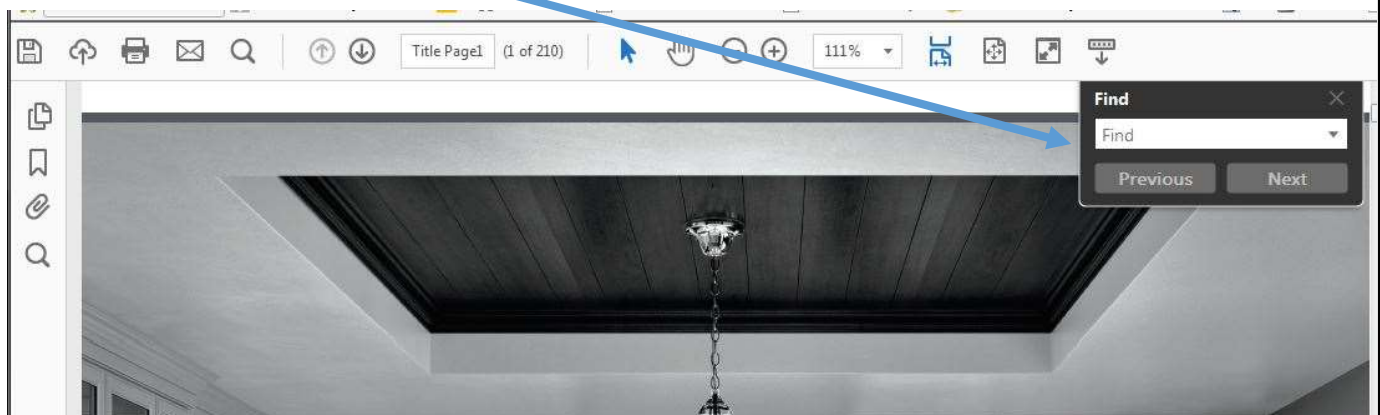 Title Page1 (1 of 210) 111%
Find
Find
Previous Next